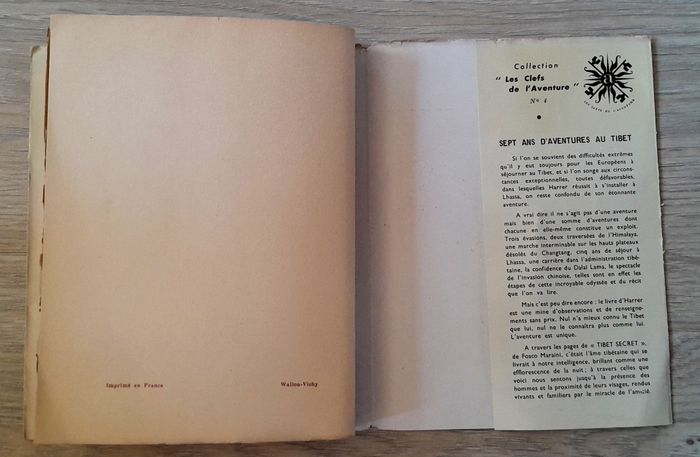 Imprimé en France
Wallon-Vichy
Collection
" Les Clefs
de l'Aventure "
N° 4
LES CLEFS DE L'AVENTURE
SEPT ANS D'AVENTURES AU TIBET
Si l'on se souvient des difficultés extrêmes
qu'il y eut toujours pour les Européens à
séjourner au Tibet, et si l'on songe aux circons-
tances exceptionnelles, toutes défavorables,
dans lesquelles Harrer réussit à s'installer à
Lhassa, on reste confondu de son étonnante
aventure.
A vrai dire il ne s'agit pas d'une aventure
mais bien d'une somme d'aventures dont
chacune en elle-même constitue un exploit.
Trois évasions, deux traversées de l'Himalaya,
une marche interminable sur les hauts plateaux
désolés du Changtang, cinq ans de séjour à
Lhassa, une carrière dans l'administration tibé-
taine, la confidence du Dalaï Lama, le spectacle
de l'invasion chinoise, telles sont en effet les
étapes de cette incroyable odyssée et du récit
que l'on va lire.
Mais c'est peu dire encore : le livre d'Harrer
est une mine d'observations et de renseigne-
ments sans prix. Nul n'a mieux connu le Tibet
que lui, nul ne le connaîtra plus comme lui.
L'aventure est unique.
A travers les pages de « TIBET SECRET »,
de Fosco Maraini, c'était l'âme tibétaine qui se
livrait à notre intelligence, brillant comme une
efflorescence de la nuit ; à travers celles que
voici nous sentons jusqu'à la présence des
hommes et la proximité de leurs visages, rendus
vivants et familiers par le miracle de l'amitié.